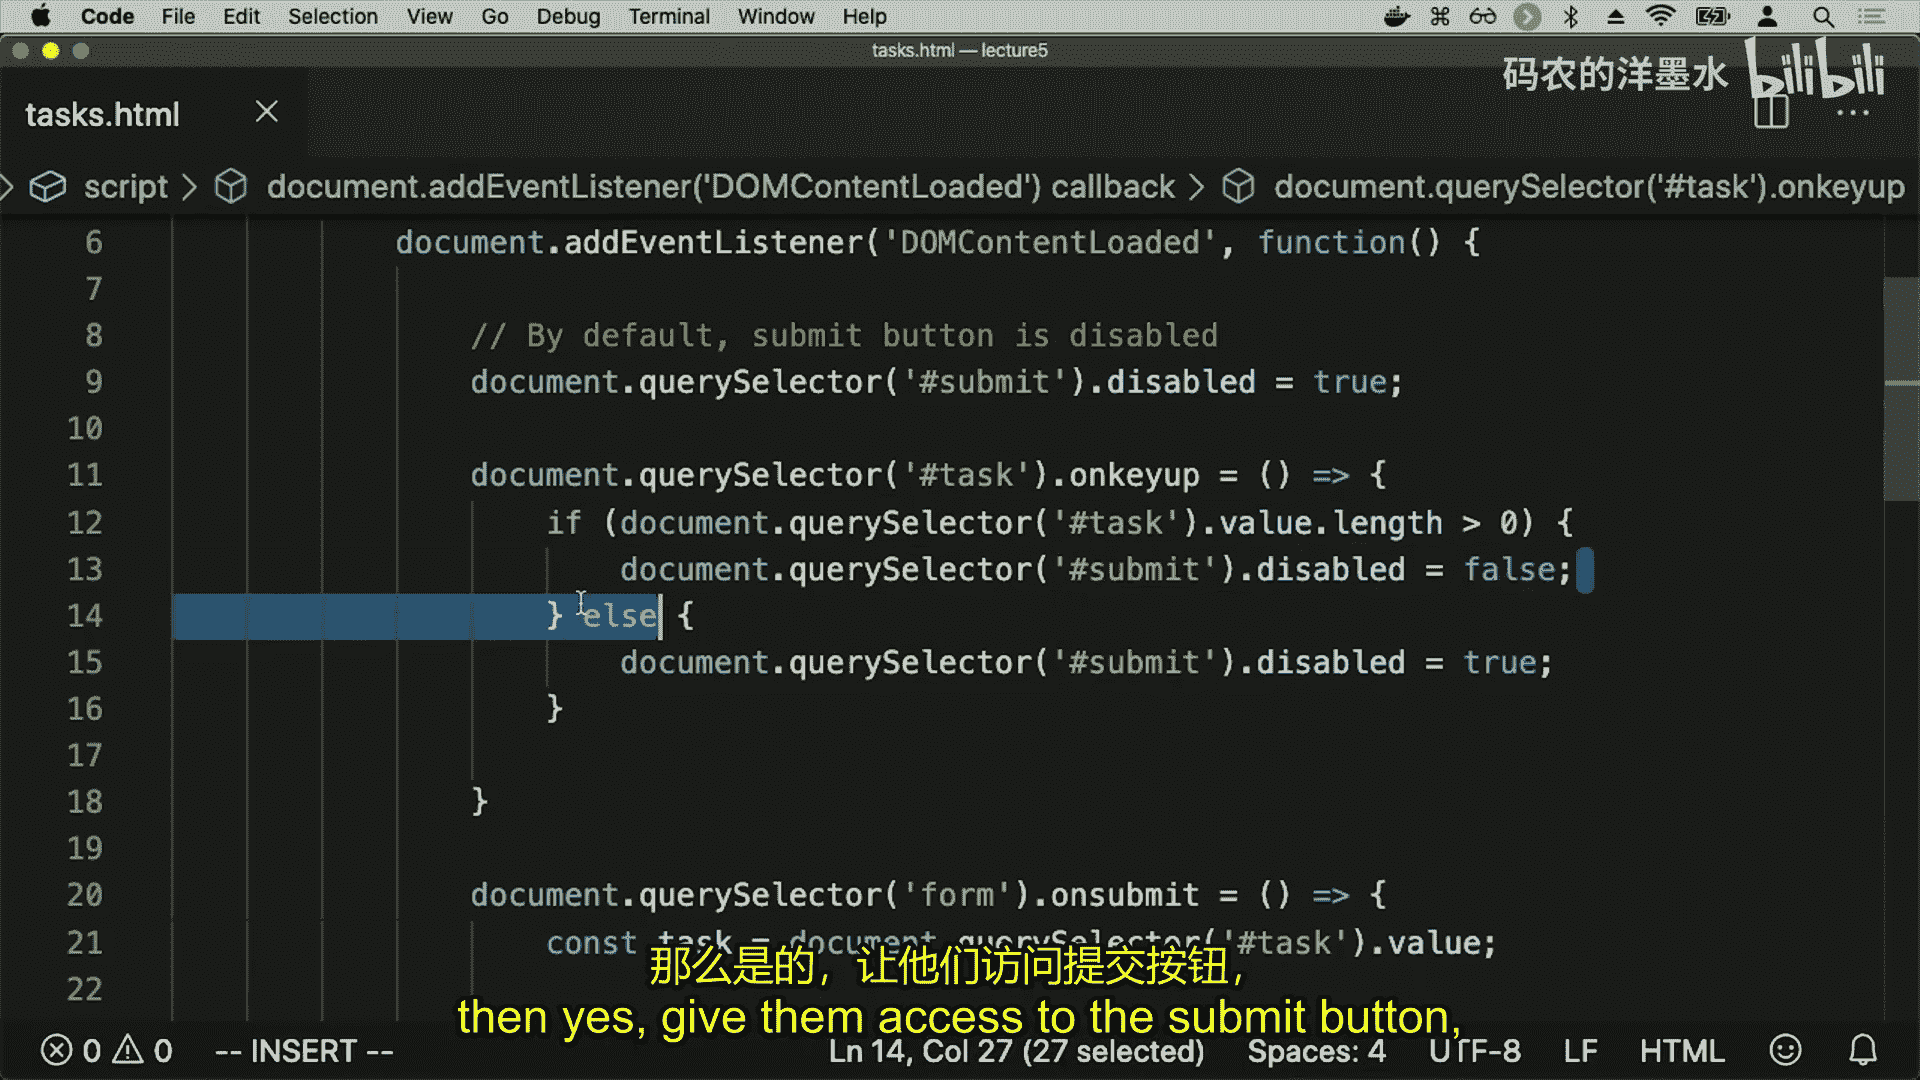 Code File Edit Selection View Go Debug Terminal Window Help
tasks.html — lecture5
码农的洋墨水 bilibili
tasks.html
script document.addEventListener('DOMContentLoaded') callback document.querySelector('#task').onkeyup
6 document.addEventListener('DOMContentLoaded', function() {
7
8 // By default, submit button is disabled
9 document.querySelector('#submit').disabled = true;
10
11 document.querySelector('#task').onkeyup = () => {
12 if (document.querySelector('#task').value.length > 0) {
13 document.querySelector('#submit').disabled = false;
14 } else {
15 document.querySelector('#submit').disabled = true;
16 }
17
18 }
19
20 document.querySelector('form').onsubmit = () => {
21 const task = document.querySelector('#task').value;
22
那么是的，让他们访问提交按钮，
then yes, give them access to the submit button,
0 0 -- INSERT -- Ln 14, Col 27 (27 selected) Spaces: 4 UTF-8 LF HTML